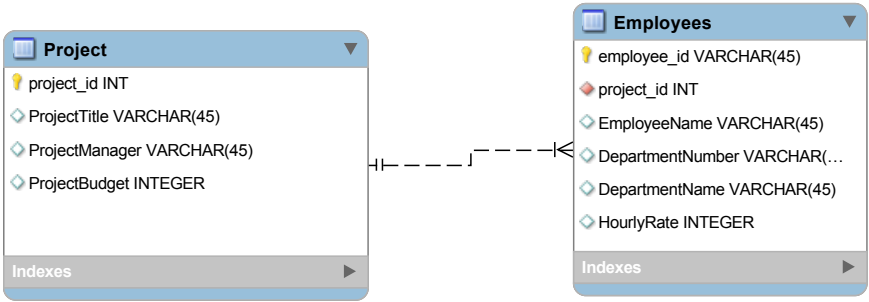 Project
project_id INT
ProjectTitle VARCHAR(45)
ProjectManager VARCHAR(45)
ProjectBudget INTEGER
Indexes
Employees
employee_id VARCHAR(45)
project_id INT
EmployeeName VARCHAR(45)
DepartmentNumber VARCHAR(...
DepartmentName VARCHAR(45)
HourlyRate INTEGER
Indexes